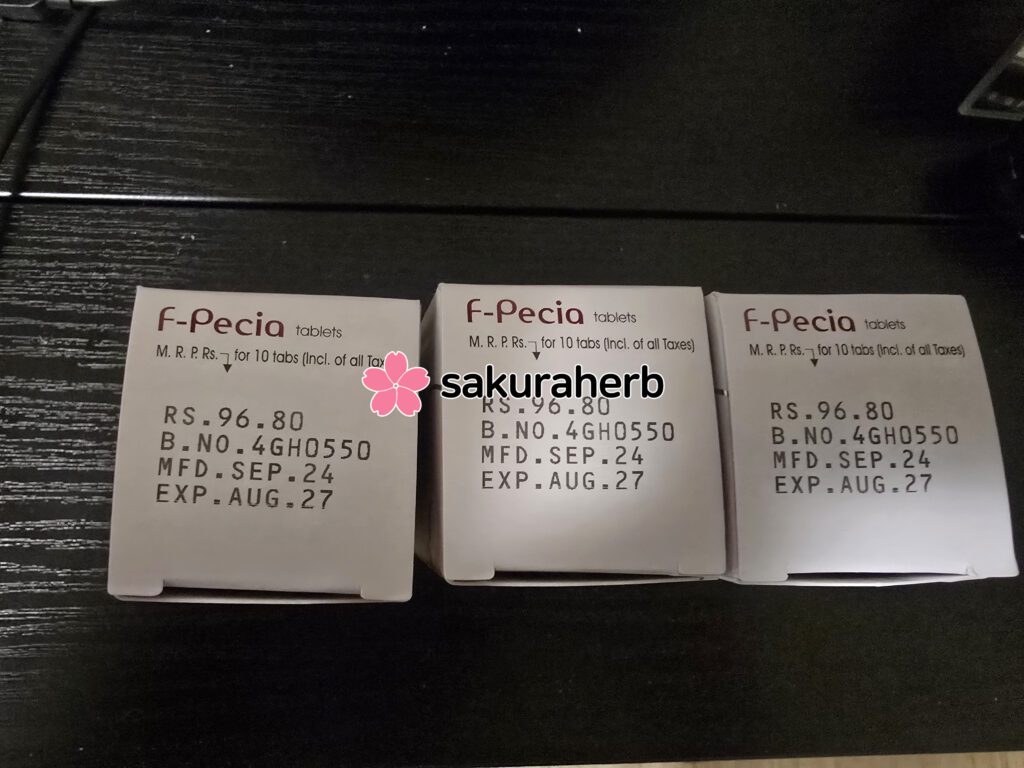 F-Pecia tablets
M. R. P. Rs. for 10 tabs (Incl. of all Tax
RS.96.80
B.NO.4GH0550
MFD.SEP.24
EXP.AUG.27
F-Pecia tablets
M. R. P. Rs. for 10 tabs (Incl. of all Taxes)
sakuraherb
RS.96.80
B.NO.4GH0550
MFD.SEP.24
EXP.AUG.27
F-Pecia tablets
M. R. P. Rs. for 10 tabs (Incl. of all Taxes)
RS.96.80
B.NO.4GH0550
MFD.SEP.24
EXP.AUG.27